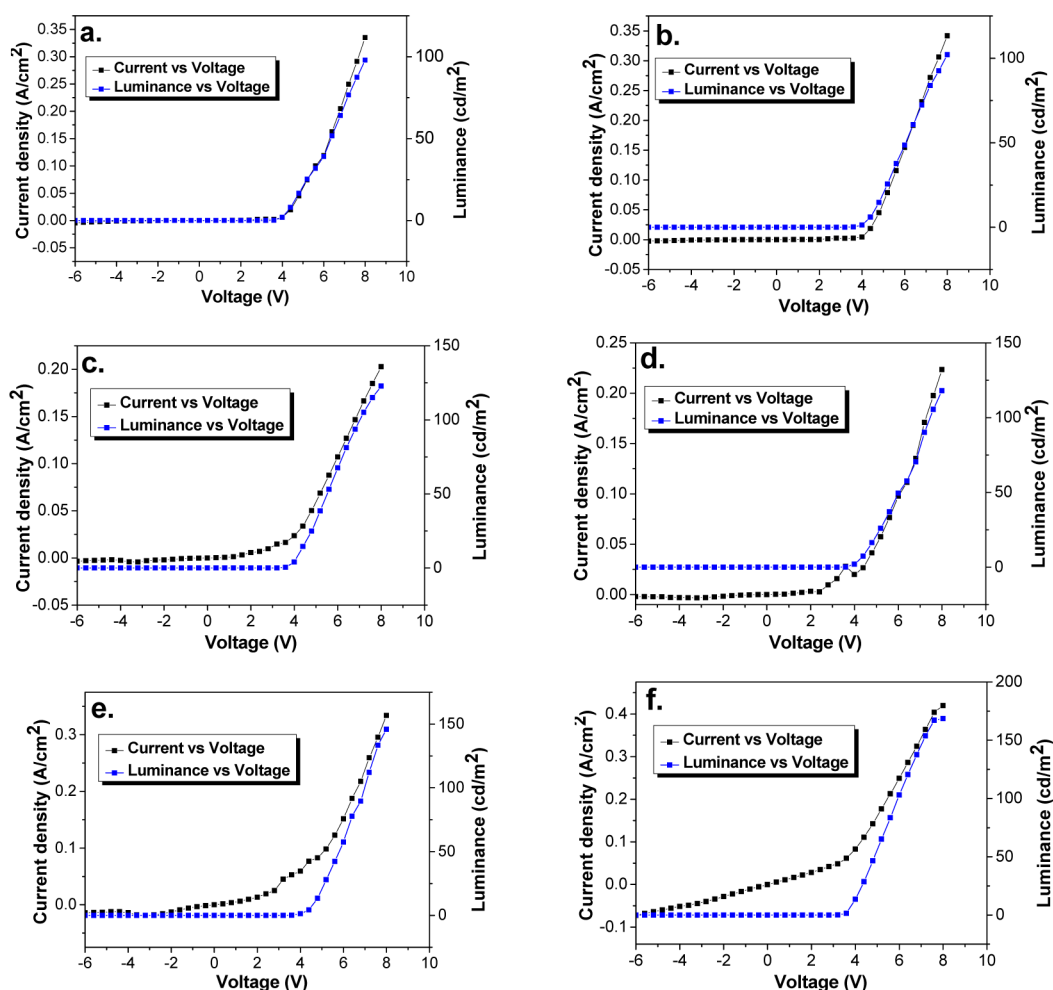 a.
Current vs Voltage
Luminance vs Voltage
0.35
0.30
0.25
0.20
0.15
0.10
0.05
0.00
-0.05
Current density (A/cm²)
100
50
0
Luminance (cd/m²)
-6 -4 -2 0 2 4 6 8 10
Voltage (V)
b.
Current vs Voltage
Luminance vs Voltage
0.35
0.30
0.25
0.20
0.15
0.10
0.05
0.00
-0.05
Current density (A/cm²)
100
50
0
Luminance (cd/m²)
-6 -4 -2 0 2 4 6 8 10
Voltage (V)
c.
Current vs Voltage
Luminance vs Voltage
0.20
0.15
0.10
0.05
0.00
-0.05
Current density (A/cm²)
150
100
50
0
Luminance (cd/m²)
-6 -4 -2 0 2 4 6 8 10
Voltage (V)
d.
Current vs Voltage
Luminance vs Voltage
0.25
0.20
0.15
0.10
0.05
0.00
Current density (A/cm²)
150
100
50
0
Luminance (cd/m²)
-6 -4 -2 0 2 4 6 8 10
Voltage (V)
e.
Current vs Voltage
Luminance vs Voltage
0.3
0.2
0.1
0.0
Current density (A/cm²)
150
100
50
0
Luminance (cd/m²)
-6 -4 -2 0 2 4 6 8 10
Voltage (V)
f.
Current vs Voltage
Luminance vs Voltage
0.4
0.3
0.2
0.1
0.0
-0.1
Current density (A/cm²)
200
150
100
50
0
Luminance (cd/m²)
-6 -4 -2 0 2 4 6 8 10
Voltage (V)